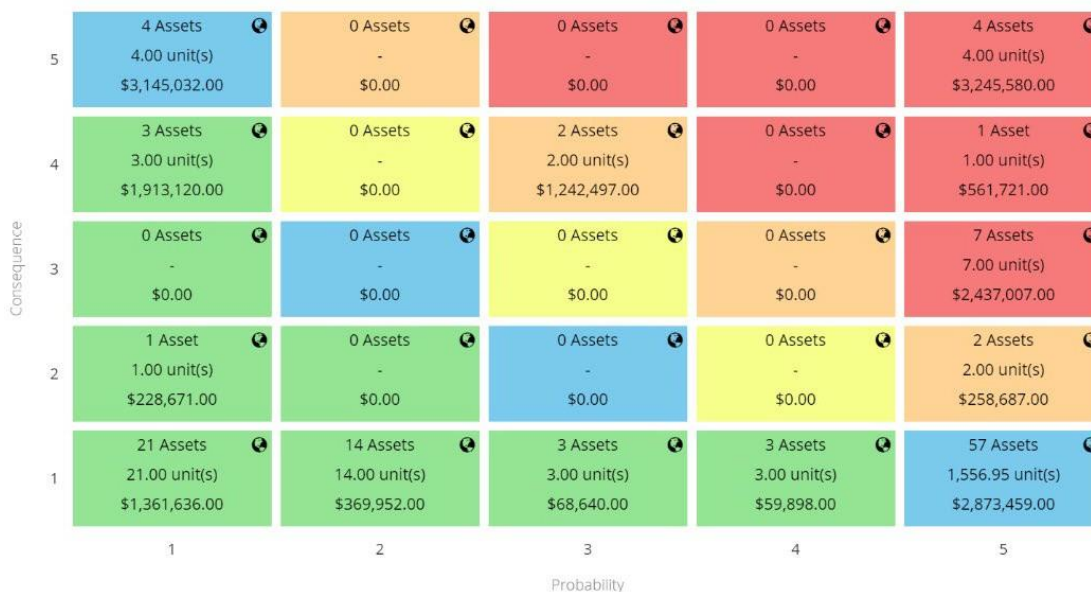 5
4 Assets
4.00 unit(s)
$3,145,032.00
0 Assets
-
$0.00
0 Assets
-
$0.00
0 Assets
-
$0.00
4 Assets
4.00 unit(s)
$3,245,580.00
4
3 Assets
3.00 unit(s)
$1,913,120.00
0 Assets
-
$0.00
2 Assets
2.00 unit(s)
$1,242,497.00
0 Assets
-
$0.00
1 Asset
1.00 unit(s)
$561,721.00
Consequence
3
0 Assets
-
$0.00
0 Assets
-
$0.00
0 Assets
-
$0.00
0 Assets
-
$0.00
7 Assets
7.00 unit(s)
$2,437,007.00
2
1 Asset
1.00 unit(s)
$228,671.00
0 Assets
-
$0.00
0 Assets
-
$0.00
0 Assets
-
$0.00
2 Assets
2.00 unit(s)
$258,687.00
1
21 Assets
21.00 unit(s)
$1,361,636.00
14 Assets
14.00 unit(s)
$369,952.00
3 Assets
3.00 unit(s)
$68,640.00
3 Assets
3.00 unit(s)
$59,898.00
57 Assets
1,556.95 unit(s)
$2,873,459.00
1 2 3 4 5
Probability